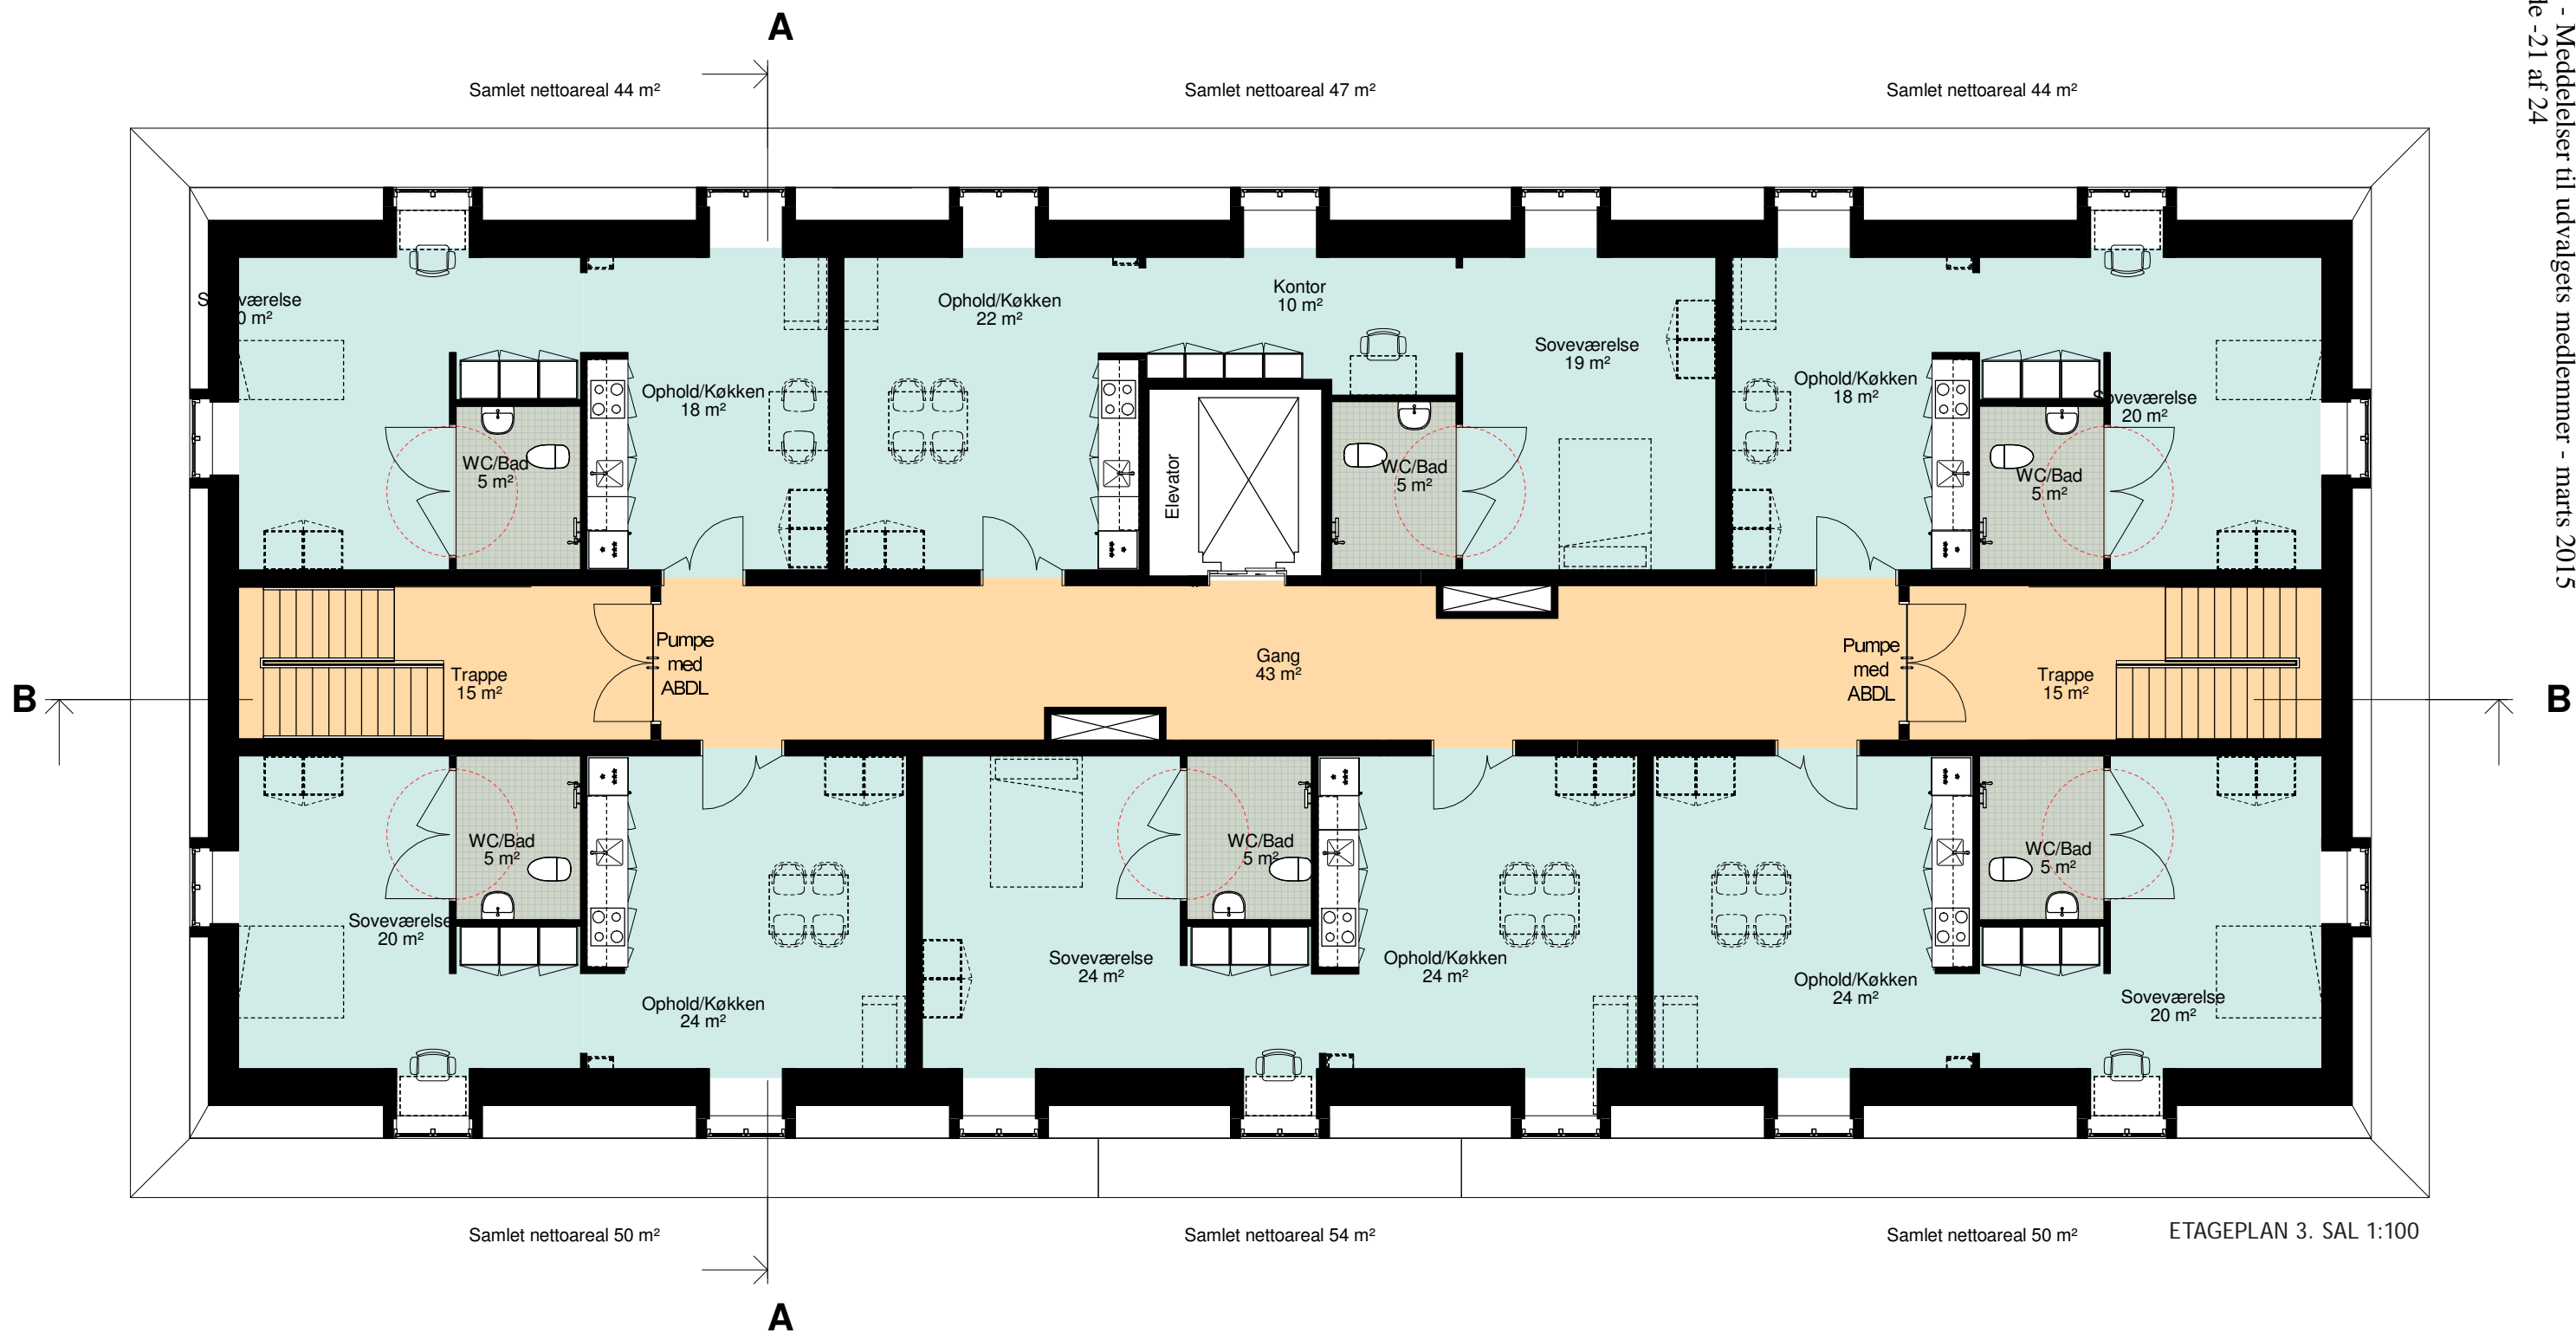 A
Samlet nettoareal 44 m²
Samlet nettoareal 47 m²
Samlet nettoareal 44 m²
- Meddelelser til udvalgets medlemmer - marts 2015
-21 af 24
Ophold/Køkken
18 m²
WC/Bad
5 m²
Ophold/Køkken
22 m²
Kontor
10 m²
Elevator
WC/Bad
5 m²
Soveværelse
19 m²
Ophold/Køkken
18 m²
WC/Bad
5 m²
Soveværelse
20 m²
B
Trappe
15 m²
Pumpe
med
ABDL
Gang
43 m²
Pumpe
med
ABDL
Trappe
15 m²
B
Soveværelse
20 m²
WC/Bad
5 m²
Ophold/Køkken
24 m²
Soveværelse
24 m²
WC/Bad
5 m²
Ophold/Køkken
24 m²
Ophold/Køkken
24 m²
WC/Bad
5 m²
Soveværelse
20 m²
Samlet nettoareal 50 m²
Samlet nettoareal 54 m²
Samlet nettoareal 50 m²
ETAGEPLAN 3. SAL 1:100
A